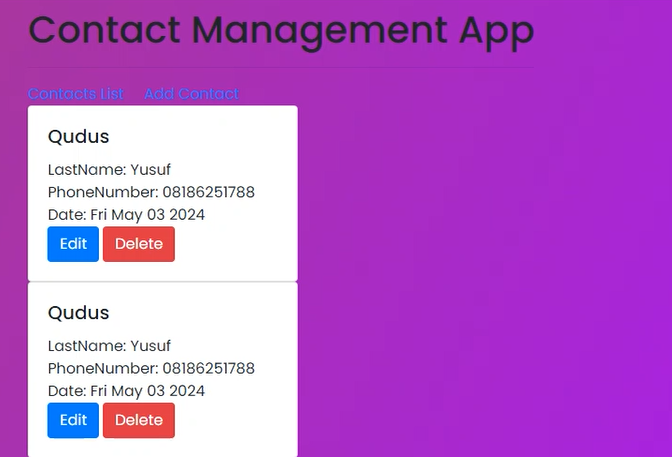 Contact Management App
Contacts List Add Contact
Qudus
LastName: Yusuf
PhoneNumber: 08186251788
Date: Fri May 03 2024
Edit Delete
Qudus
LastName: Yusuf
PhoneNumber: 08186251788
Date: Fri May 03 2024
Edit Delete